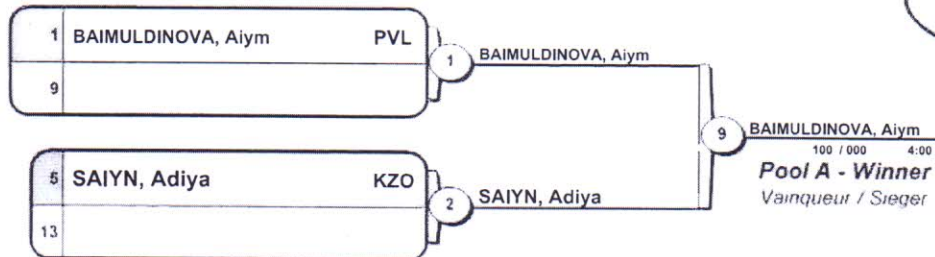 1 BAIMULDINOVA, Aiym PVL
9
1 BAIMULDINOVA, Aiym
5 SAIYN, Adiya KZO
13
2 SAIYN, Adiya
9 BAIMULDINOVA, Aiym
100 / 000 4:00
Pool A - Winner
Vainqueur / Sieger